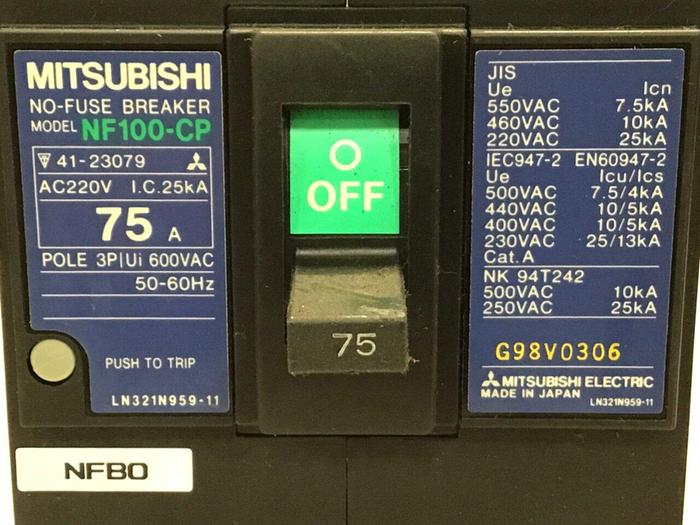 MITSUBISHI
NO-FUSE BREAKER
MODEL NF100-CP
41-23079
AC220V I.C.25kA
75 A
POLE 3P Ui 600VAC
50-60Hz
PUSH TO TRIP
LN321N959-11
NFBO
OFF
75
JIS
Ue Icn
550VAC 7.5kA
460VAC 10kA
220VAC 25kA
IEC947-2 EN60947-2
Ue Icu/Ics
500VAC 7.5/4kA
440VAC 10/5kA
400VAC 10/5kA
230VAC 25/13kA
Cat.A
NK 94T242
500VAC 10kA
250VAC 25kA
G98V0306
MITSUBISHI ELECTRIC
MADE IN JAPAN LN321N959-11